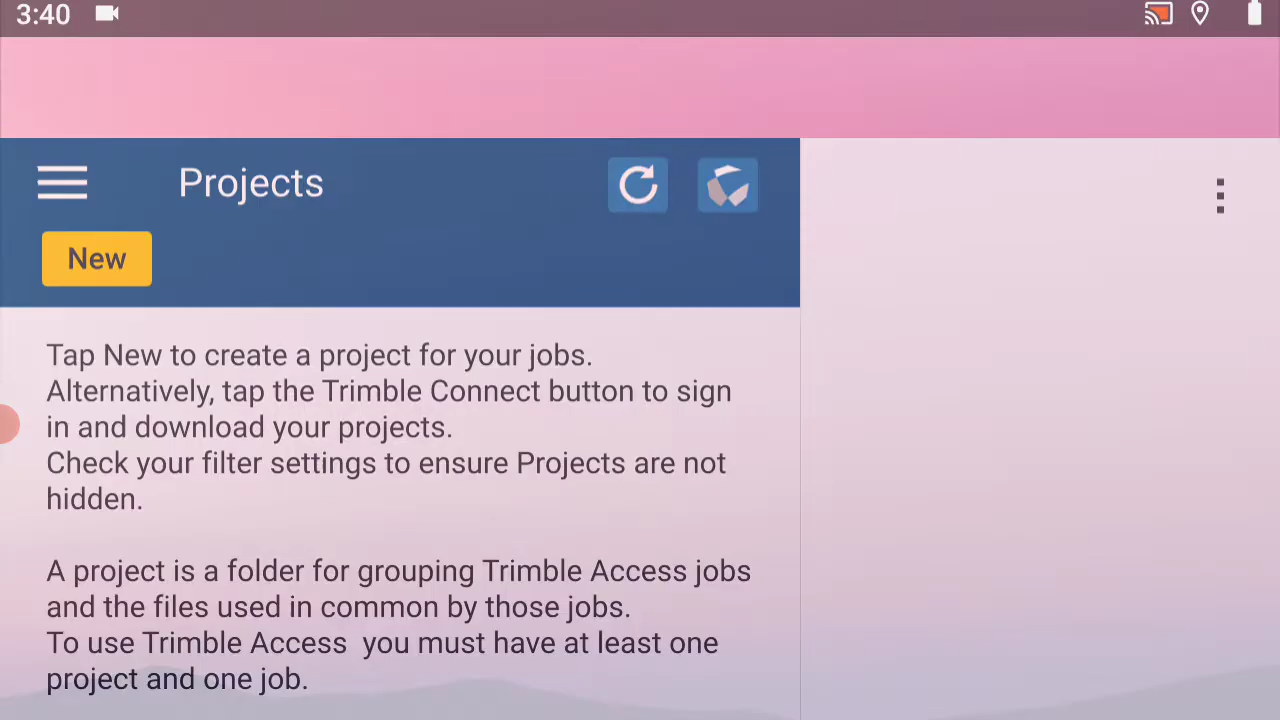 3:40
Projects
New
Tap New to create a project for your jobs.
Alternatively, tap the Trimble Connect button to sign
in and download your projects.
Check your filter settings to ensure Projects are not
hidden.
A project is a folder for grouping Trimble Access jobs
and the files used in common by those jobs.
To use Trimble Access  you must have at least one
project and one job.